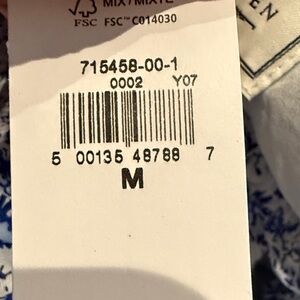 MIX / MIXTE
FSC FSC™ C014030
715458-00-1
0002 Y07
5 00135 48788 7
M